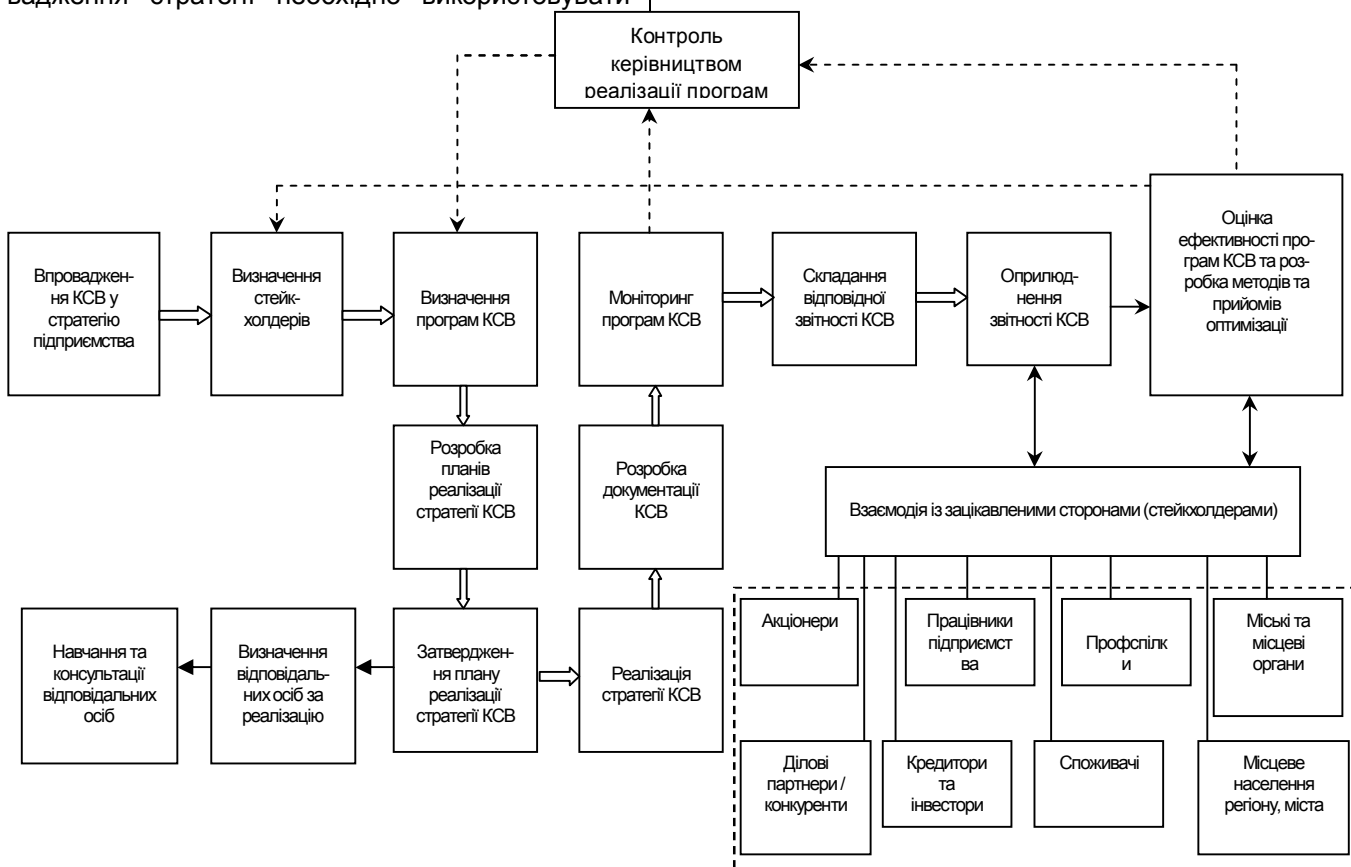 вадження стратегії необхідно використовувати
Контроль
керівництвом
реалізації програм
Впроваджен-
ня КСВ у
стратегію
підприємства
Визначення
стейк-
холдерів
Визначення
програм КСВ
Моніторинг
програм КСВ
Складання
відповідної
звітності КСВ
Оприлюд-
нення
звітності КСВ
Оцінка
ефективності про-
грам КСВ та роз-
робка методів та
прийомів
оптимізації
Розробка
планів
реалізації
стратегії КСВ
Розробка
документації
КСВ
Взаємодія із зацікавленими сторонами (стейкхолдерами)
Навчання та
консультації
відповідальних
осіб
Визначення
відповідаль-
них осіб за
реалізацію
Затверджен-
ня плану
реалізації
стратегії КСВ
Реалізація
стратегії КСВ
Акціонери
Працівники
підприємст
ва
Профспілк
и
Міські та
місцеві
органи
Ділові
партнери /
конкуренти
Кредитори
та
інвестори
Споживачі
Місцеве
населення
регіону, міста